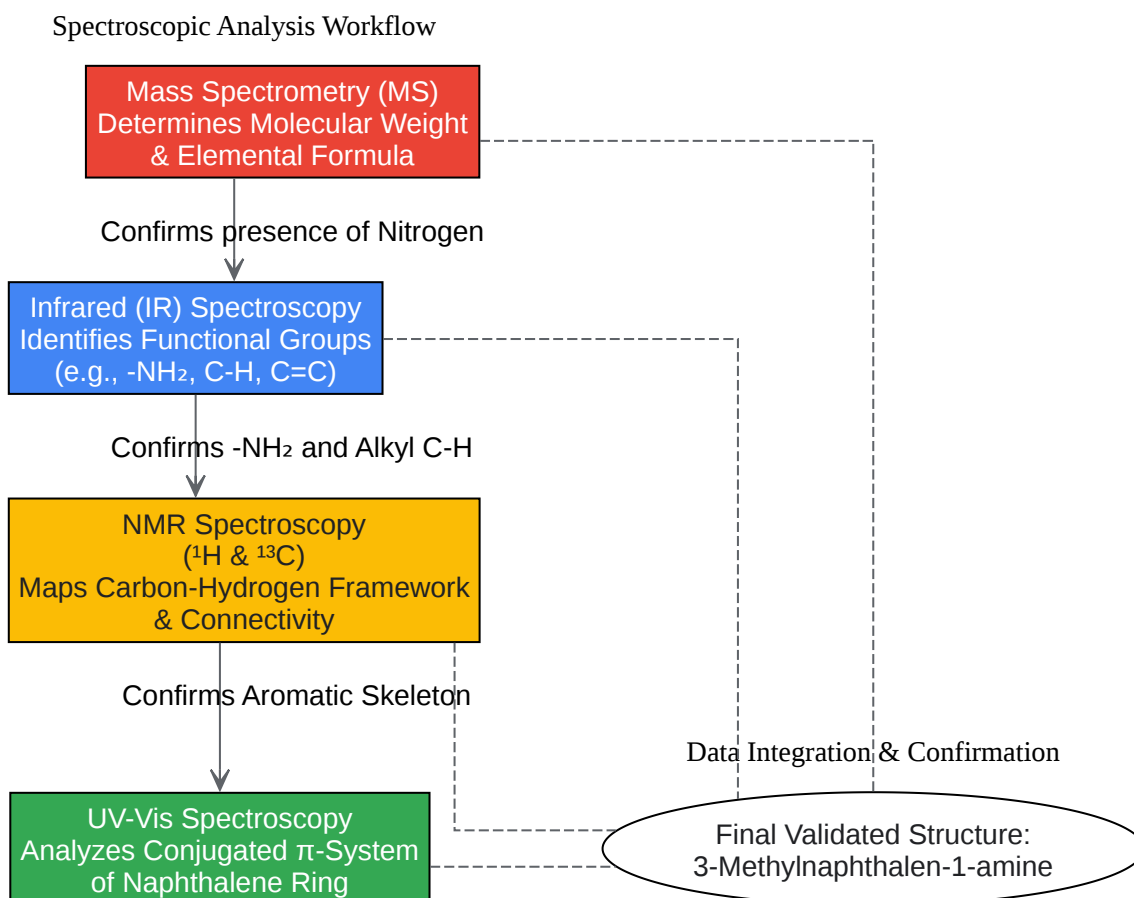 Spectroscopic Analysis Workflow
Mass Spectrometry (MS)
Determines Molecular Weight
& Elemental Formula
Confirms presence of Nitrogen
Infrared (IR) Spectroscopy
Identifies Functional Groups
(e.g., -NH₂, C-H, C=C)
Confirms -NH₂ and Alkyl C-H
NMR Spectroscopy
(¹H & ¹³C)
Maps Carbon-Hydrogen Framework
& Connectivity
Confirms Aromatic Skeleton
Data Integration & Confirmation
UV-Vis Spectroscopy
Analyzes Conjugated π-System
of Naphthalene Ring
Final Validated Structure:
3-Methylnaphthalen-1-amine